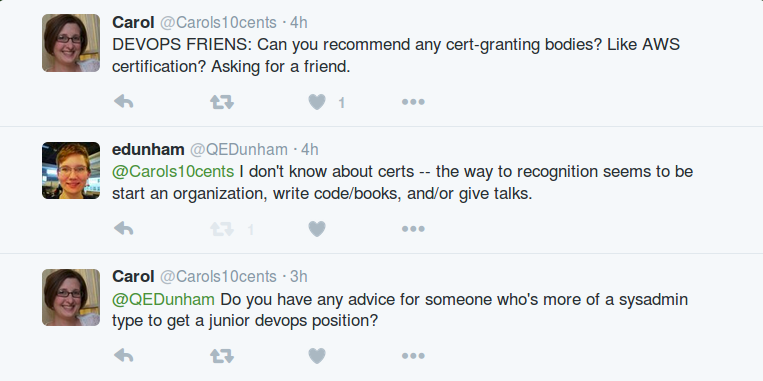 Carol @Carols10cents · 4h
DEVOPS FRIENS: Can you recommend any cert-granting bodies? Like AWS
certification? Asking for a friend.
1
edunham @QEDunham · 4h
@Carols10cents I don't know about certs -- the way to recognition seems to be
start an organization, write code/books, and/or give talks.
1
Carol @Carols10cents · 3h
@QEDunham Do you have any advice for someone who's more of a sysadmin
type to get a junior devops position?